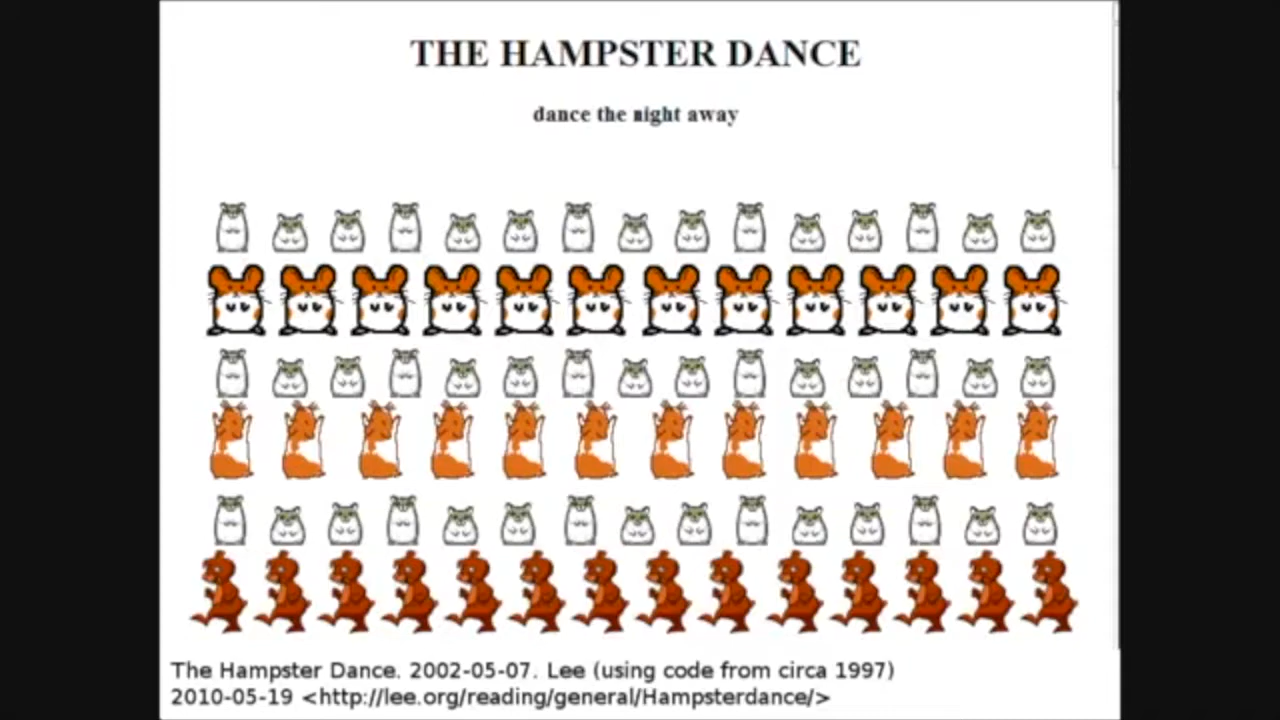 THE HAMPSTER DANCE
dance the night away
The Hampster Dance. 2002-05-07. Lee (using code from circa 1997)
2010-05-19 <http://lee.org/reading/general/Hampsterdance/>